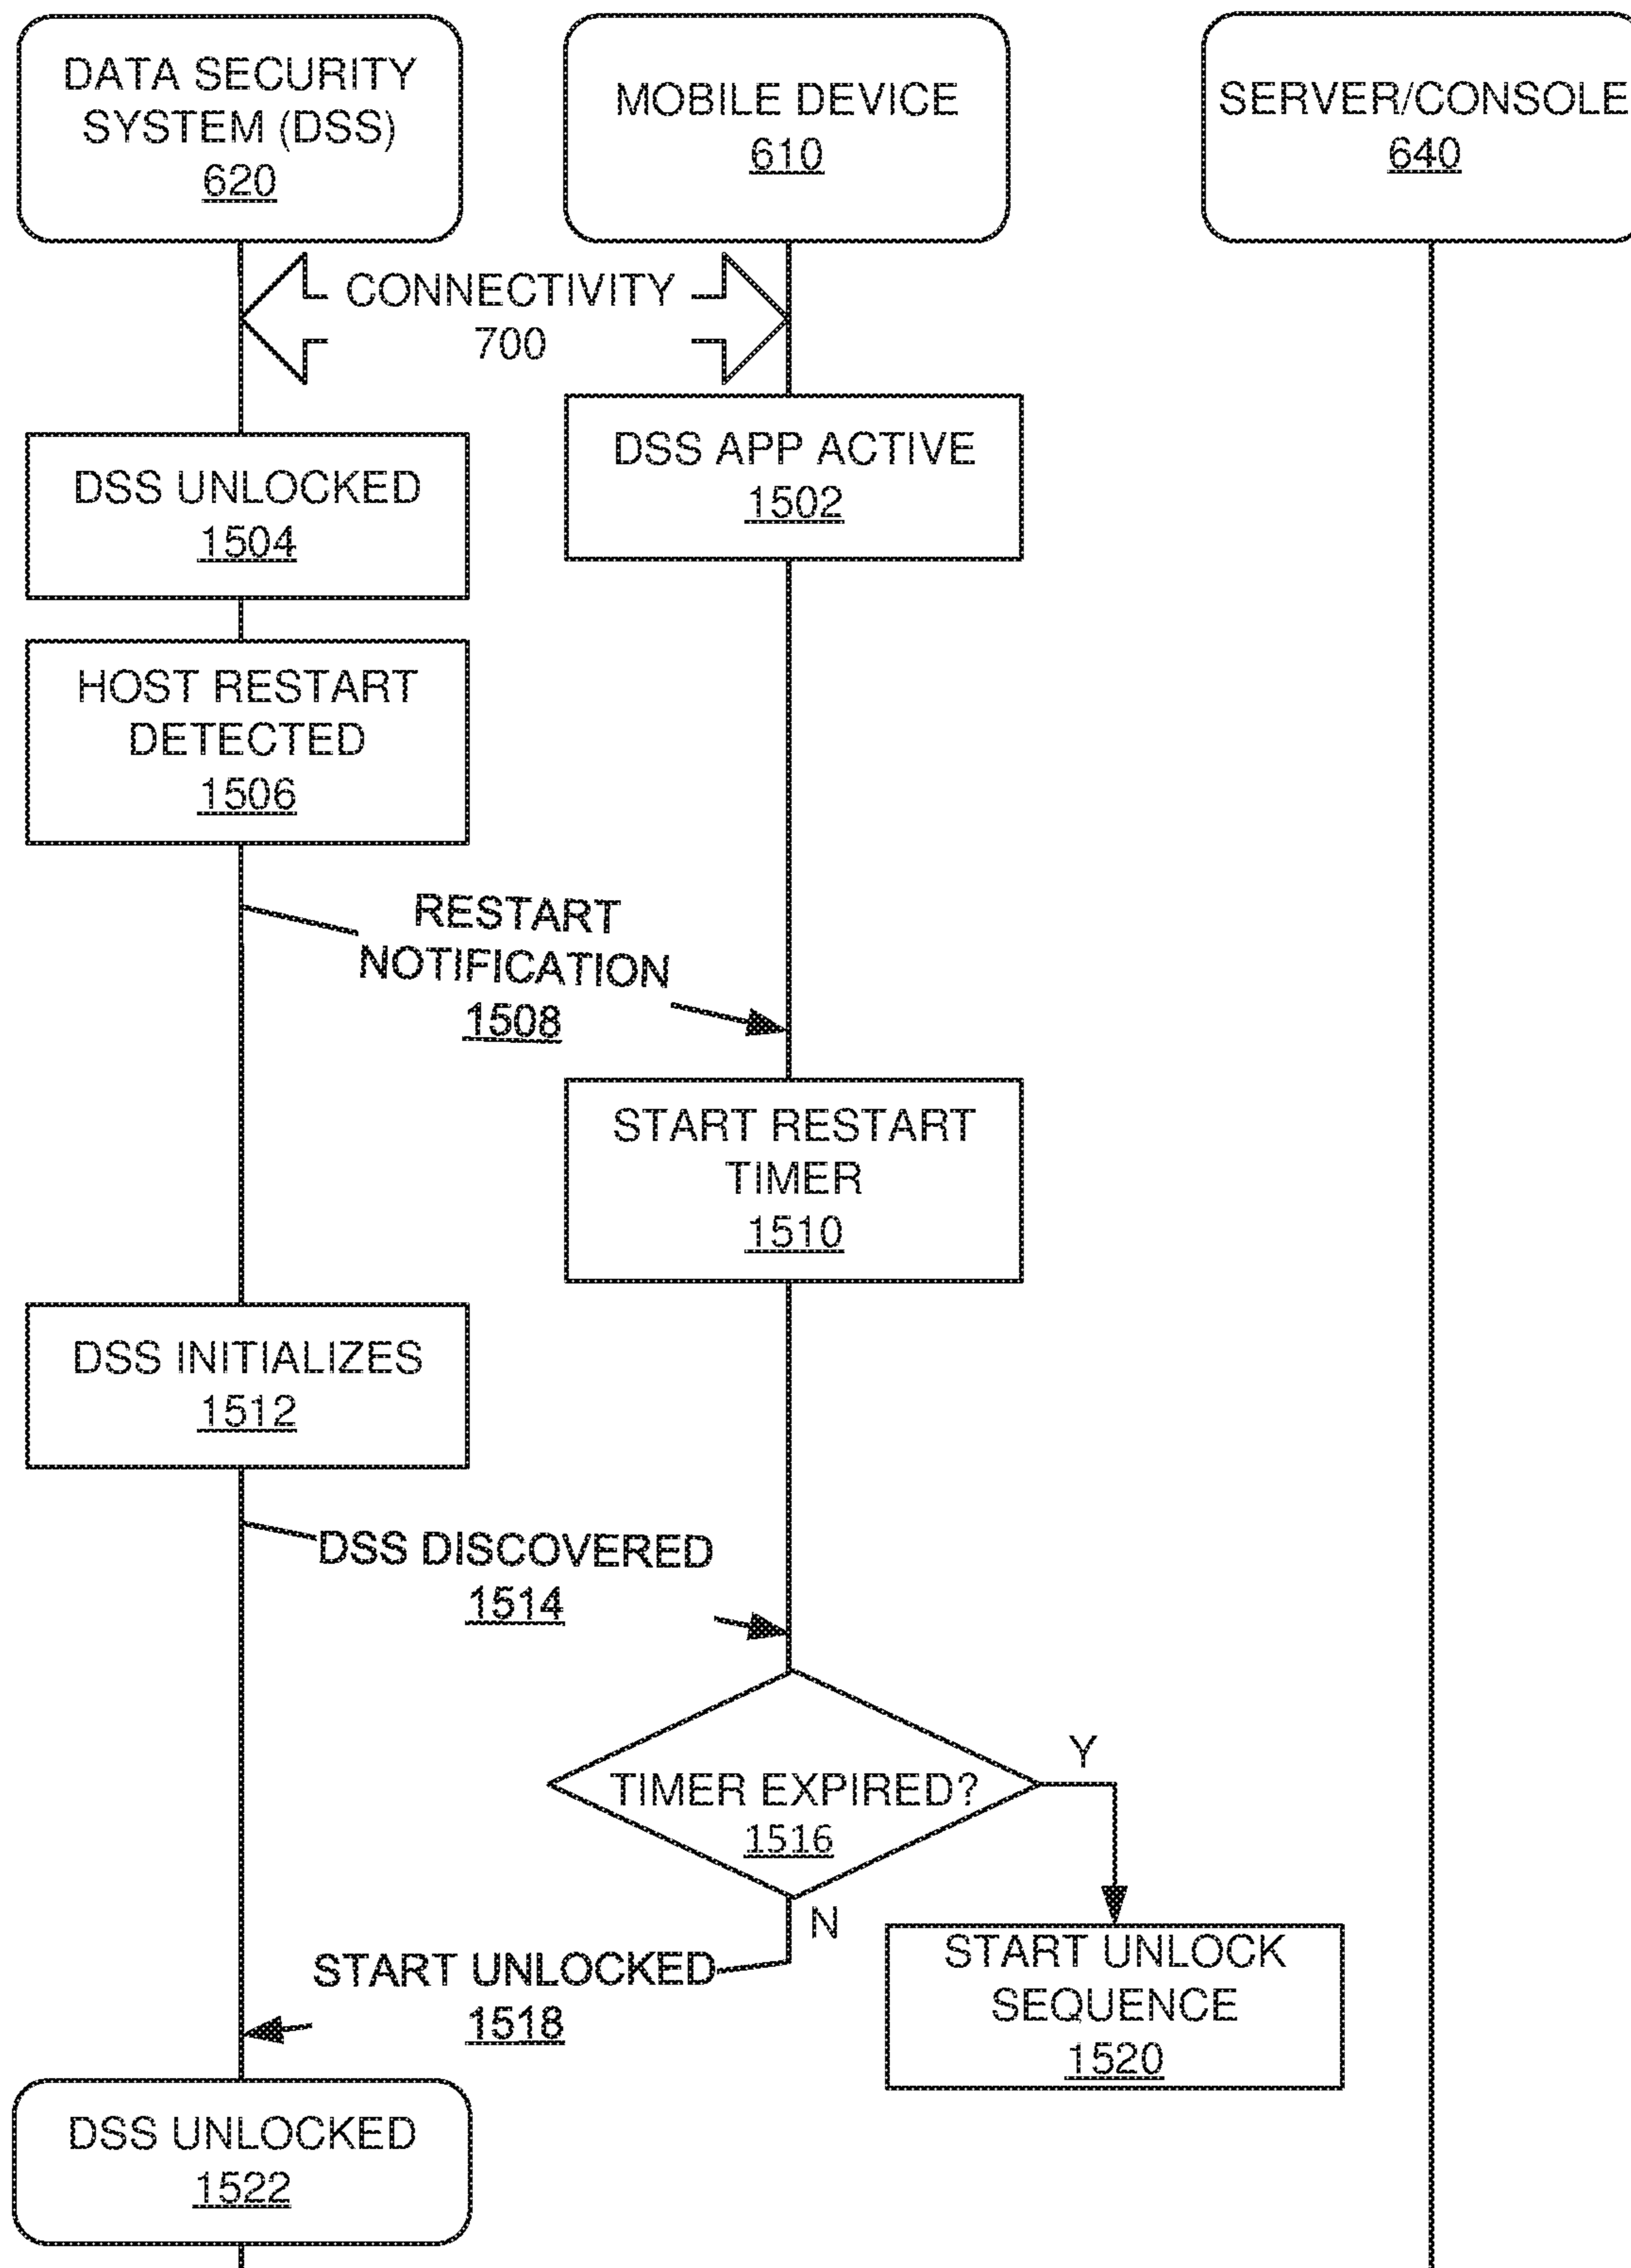 DATA SECURITY
SYSTEM (DSS)
620
MOBILE DEVICE
610
SERVER/CONSOLE
640
CONNECTIVITY
700
DSS APP ACTIVE
1502
DSS UNLOCKED
1504
HOST RESTART
DETECTED
1506
RESTART
NOTIFICATION
1508
START RESTART
TIMER
1510
DSS INITIALIZES
1512
DSS DISCOVERED
1514
TIMER EXPIRED?
1516
Y
N
START UNLOCKED
1518
START UNLOCK
SEQUENCE
1520
DSS UNLOCKED
1522